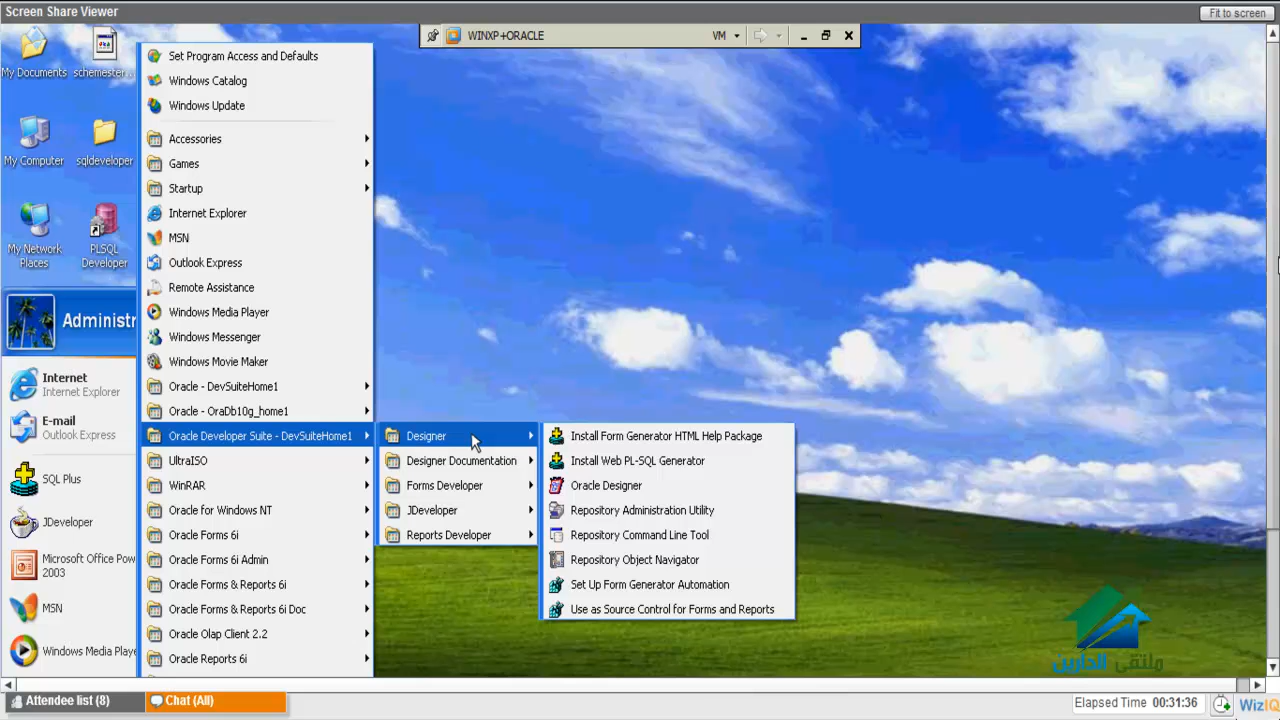 Screen Share Viewer
Fit to screen
WINXP+ORACLE
VM
My Documents
schemester
My Computer
sqldeveloper
My Network
Places
PLSQL
Developer
Administr
Internet
Internet Explorer
E-mail
Outlook Express
SQL Plus
JDeveloper
Microsoft Office Pow
2003
MSN
Windows Media Playe
Set Program Access and Defaults
Windows Catalog
Windows Update
Accessories
Games
Startup
Internet Explorer
MSN
Outlook Express
Remote Assistance
Windows Media Player
Windows Messenger
Windows Movie Maker
Oracle - DevSuiteHome1
Oracle - OraDb10g_home1
Oracle Developer Suite - DevSuiteHome1
UltraISO
WinRAR
Oracle for Windows NT
Oracle Forms 6i
Oracle Forms 6i Admin
Oracle Forms & Reports 6i
Oracle Forms & Reports 6i Doc
Oracle Olap Client 2.2
Oracle Reports 6i
Designer
Designer Documentation
Forms Developer
JDeveloper
Reports Developer
Install Form Generator HTML Help Package
Install Web PL-SQL Generator
Oracle Designer
Repository Administration Utility
Repository Command Line Tool
Repository Object Navigator
Set Up Form Generator Automation
Use as Source Control for Forms and Reports
ملتقى الدارين
Attendee list (8)
Chat (All)
Elapsed Time 00:31:36
WizIQ